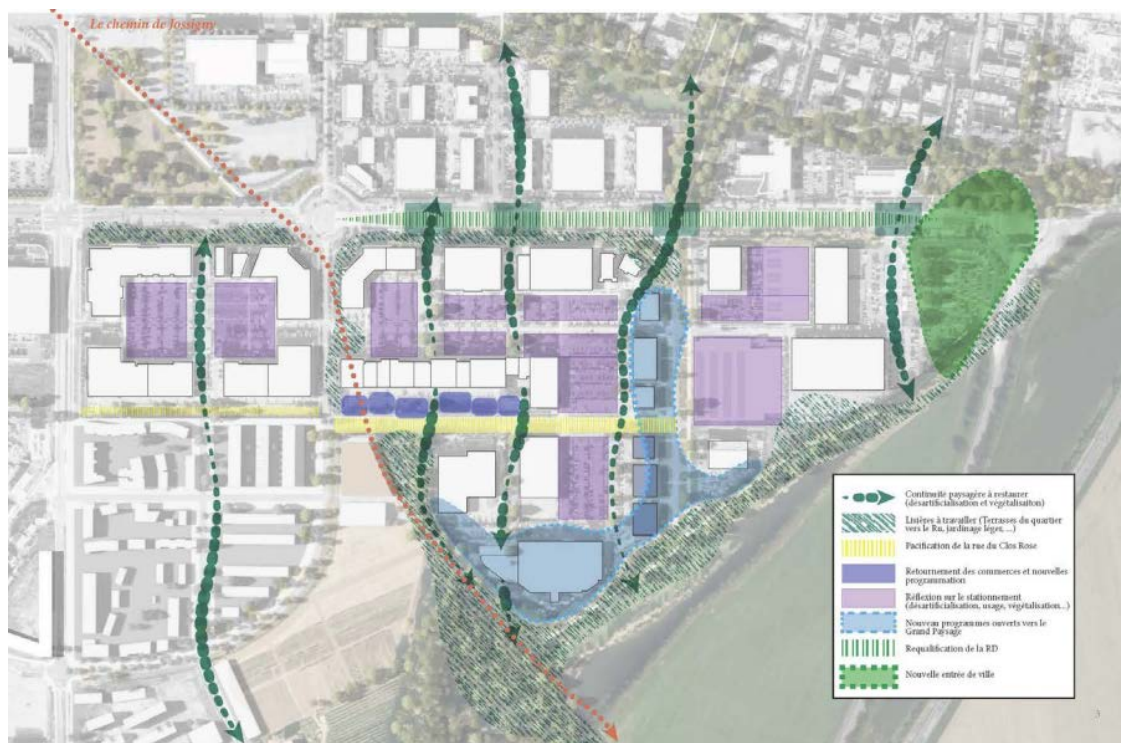 Le chemin de Jossigny
Continuité paysagère à restaurer
(désartificialisation et végétalisaiton)
Lisières à travailler (Terrasses du quartier
vers le Ru, jardinage léger, ...)
Pacification de la rue du Clos Rose
Retournement des commerces et nouvelles
programmation
Réflexion sur le stationnement
(désartificialisation, usage, végétalisation...)
Nouveau programmes ouverts vers le
Grand Paysage
Requalification de la RD
Nouvelle entrée de ville
3